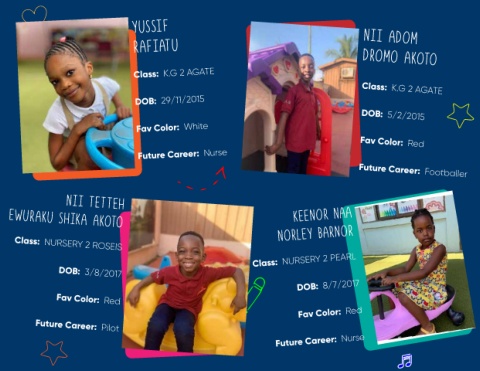 YUSSIF
RAFIATU
Class: K.G 2 AGATE
DOB: 29/11/2015
Fav Color: White
Future Career: Nurse
NII ADOM
DROMO AKOTO
Class: K.G 2 AGATE
DOB: 5/2/2015
Fav Color: Red
Future Career: Footballer
NII TETTEH
EWURAKU SHIKA AKOTO
Class: NURSERY 2 ROSEIS
DOB: 3/8/2017
Fav Color: Red
Future Career: Pilot
KEENOR NAA
NORLEY BARNOR
Class: NURSERY 2 PEARL
DOB: 8/7/2017
Fav Color: Red
Future Career: Nurse